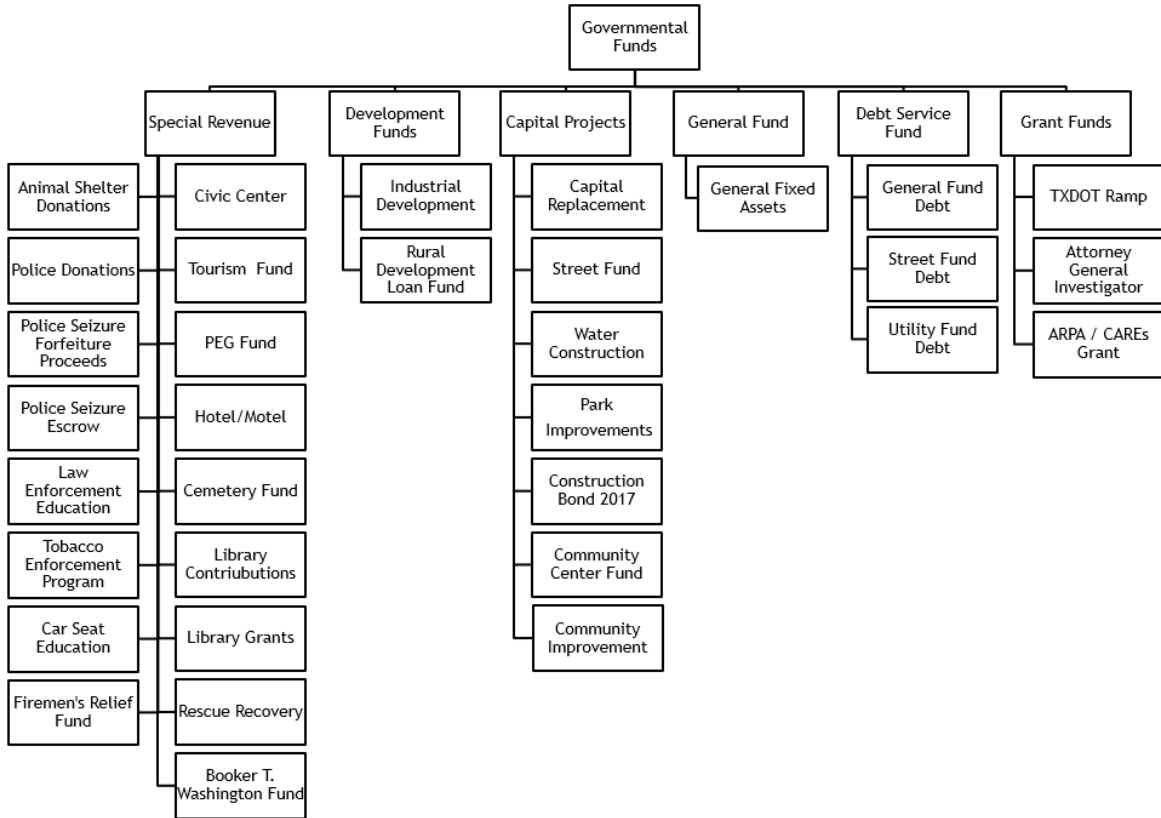 Governmental
Funds
Special Revenue
Development
Funds
Capital Projects
General Fund
Debt Service
Fund
Grant Funds
Animal Shelter
Donations
Civic Center
Police Donations
Tourism Fund
Police Seizure
Forfeiture
Proceeds
PEG Fund
Police Seizure
Escrow
Hotel/Motel
Law
Enforcement
Education
Cemetery Fund
Tobacco
Enforcement
Program
Library
Contriubutions
Car Seat
Education
Library Grants
Firemen's Relief
Fund
Rescue Recovery
Booker T.
Washington Fund
Industrial
Development
Rural
Development
Loan Fund
Capital
Replacement
Street Fund
Water
Construction
Park
Improvements
Construction
Bond 2017
Community
Center Fund
Community
Improvement
General Fixed
Assets
General Fund
Debt
Street Fund
Debt
Utility Fund
Debt
TXDOT Ramp
Attorney
General
Investigator
ARPA / CAREs
Grant